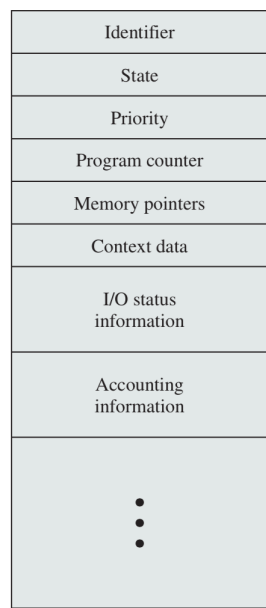 Identifier
State
Priority
Program counter
Memory pointers
Context data
I/O status
information
Accounting
information